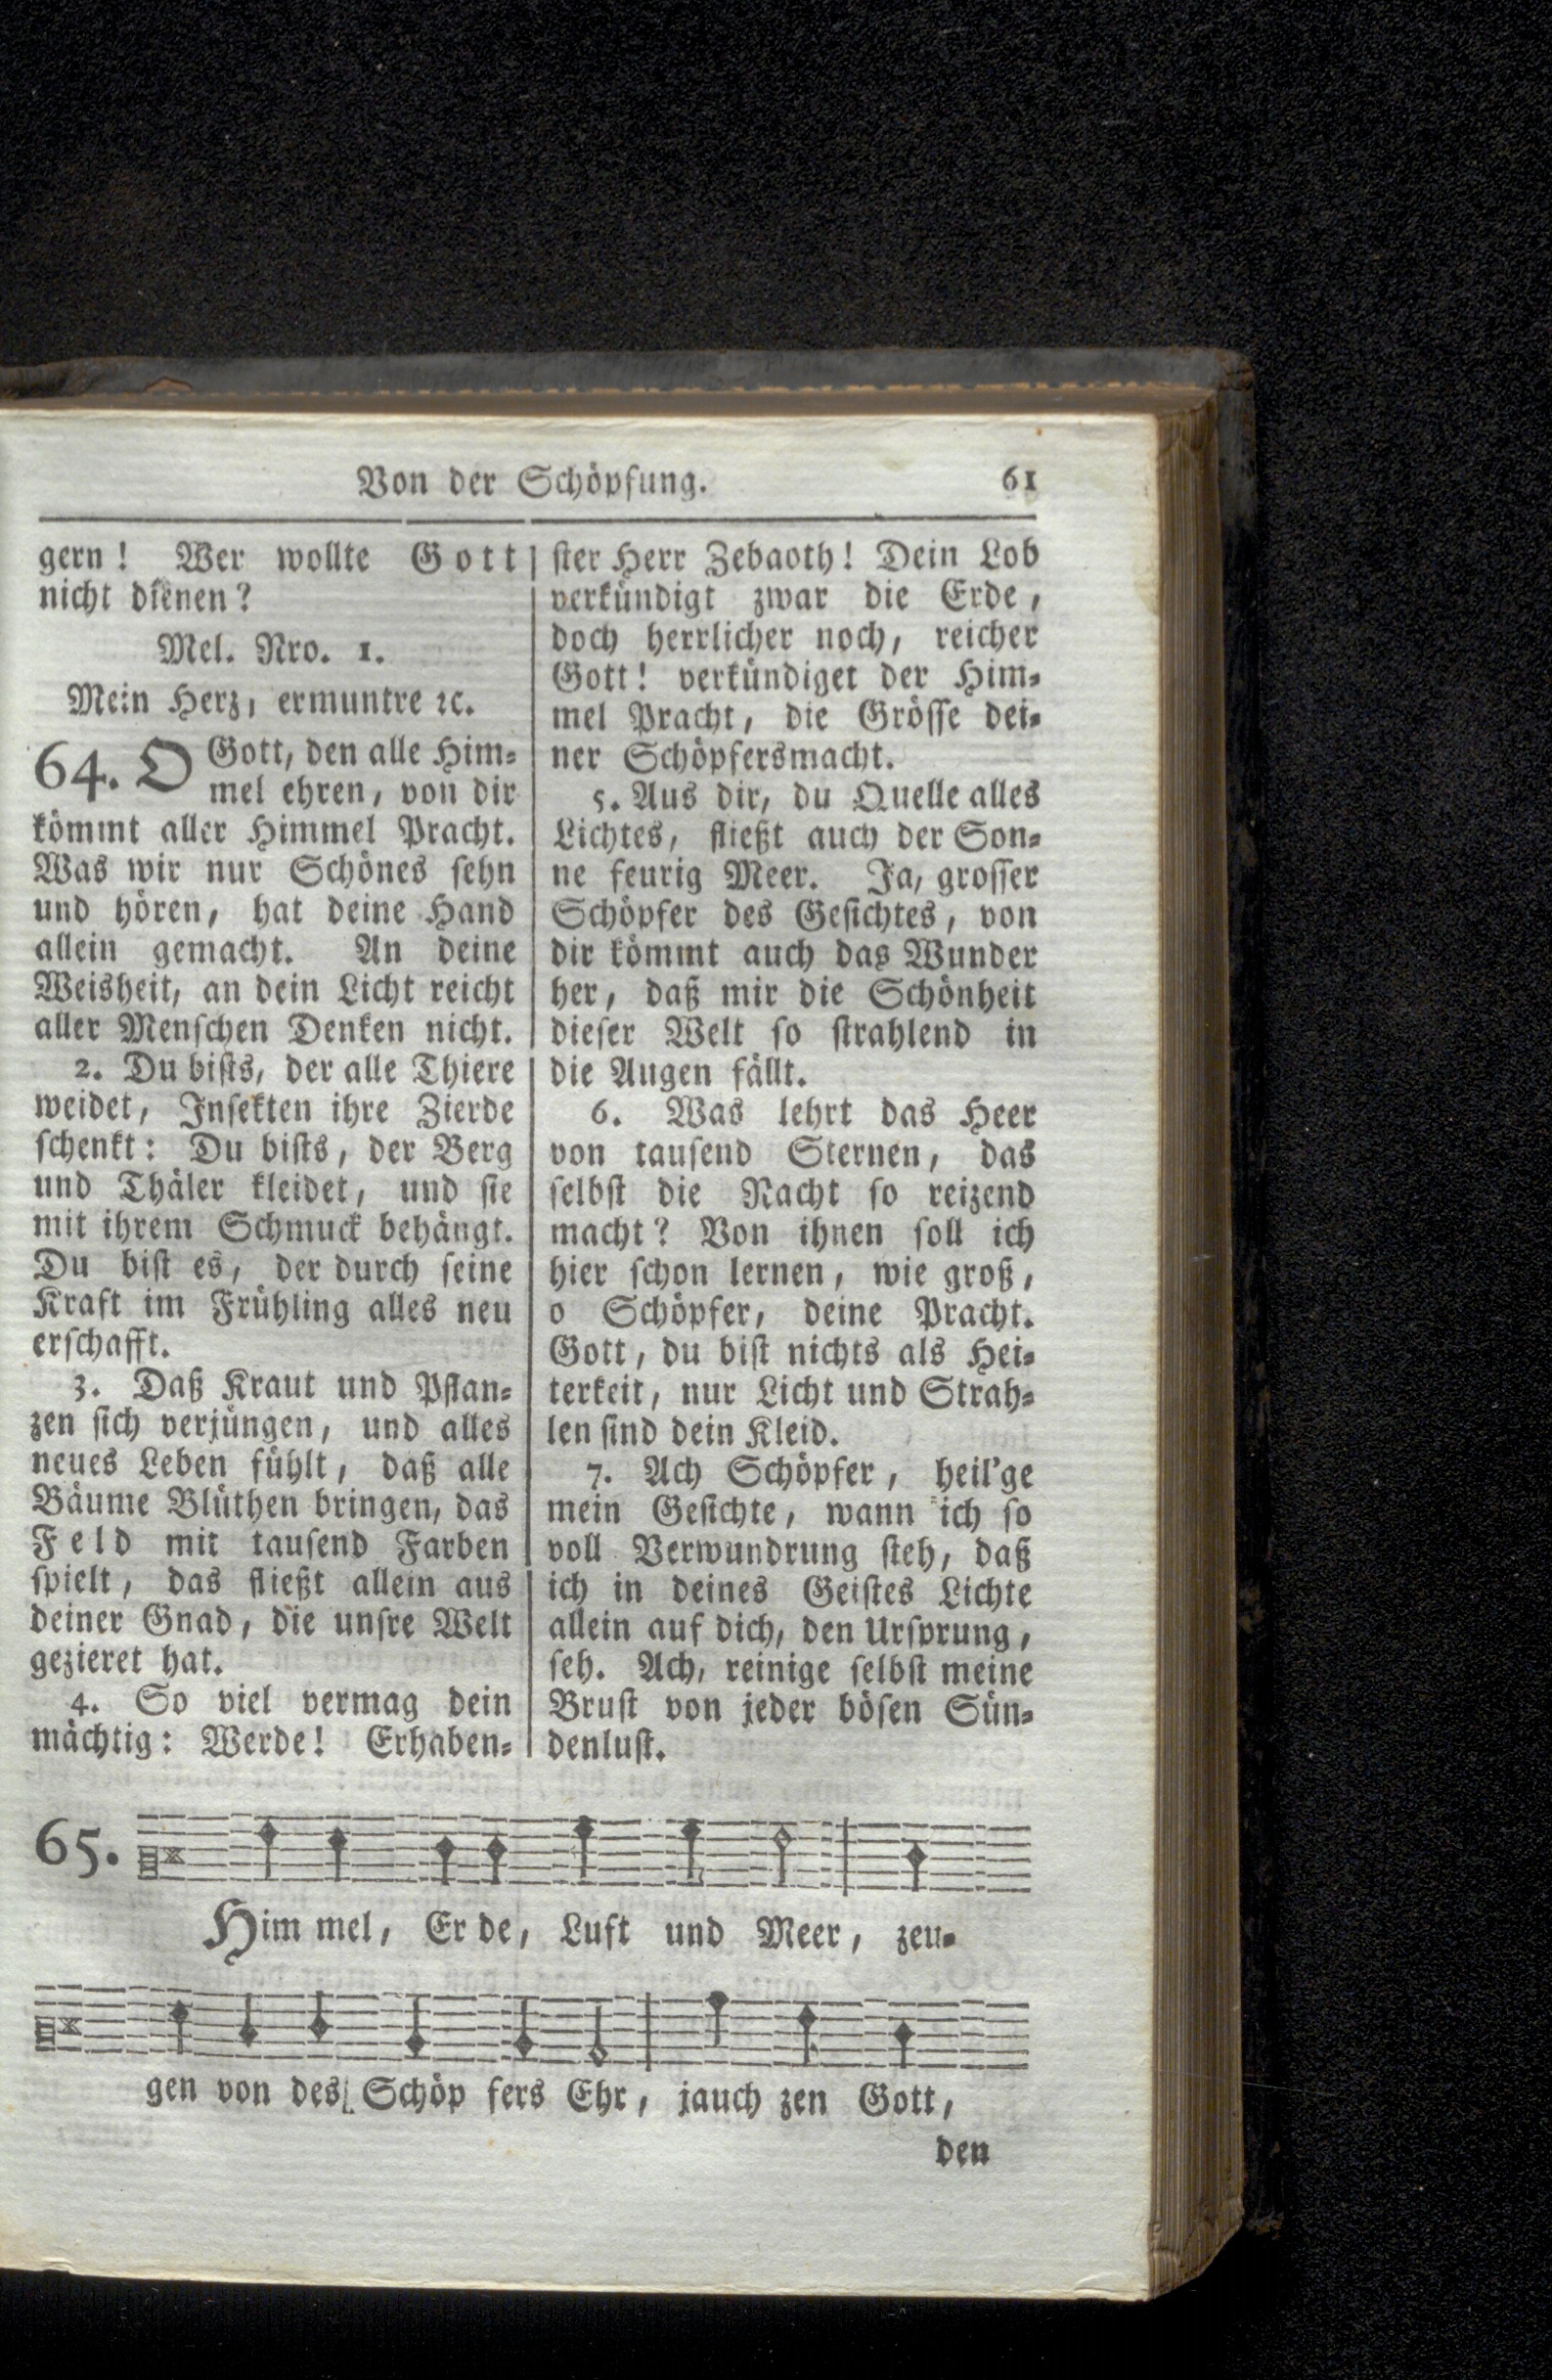 Von der Schöpfung. 61
gern! Wer wollte Gott
nicht dienen?
Mel. Nro. 1.
Mein Herz, ermuntre ꝛc.
64. O Gott, den alle Him-
mel ehren, von dir
kömmt aller Himmel Pracht.
Was wir nur Schönes sehn
und hören, hat deine Hand
allein gemacht. An deine
Weisheit, an dein Licht reicht
aller Menschen Denken nicht.
2. Du bists, der alle Thiere
weidet, Insekten ihre Zierde
schenkt: Du bists, der Berg
und Thäler kleidet, und sie
mit ihrem Schmuck behängt.
Du bist es, der durch seine
Kraft im Frühling alles neu
erschafft.
3. Daß Kraut und Pflan-
zen sich verjüngen, und alles
neues Leben fühlt, daß alle
Bäume Blüthen bringen, das
Feld mit tausend Farben
spielt, das fließt allein aus
deiner Gnad, die unsre Welt
gezieret hat.
4. So viel vermag dein
mächtig: Werde! Erhaben-
ster Herr Zebaoth! Dein Lob
verkündigt zwar die Erde,
doch herrlicher noch, reicher
Gott! verkündiget der Him-
mel Pracht, die Grösse dei-
ner Schöpfersmacht.
5. Aus dir, du Quelle alles
Lichtes, fließt auch der Son-
ne feurig Meer. Ja, grosser
Schöpfer des Gesichtes, von
dir kömmt auch das Wunder
her, daß mir die Schönheit
dieser Welt so strahlend in
die Augen fällt.
6. Was lehrt das Heer
von tausend Sternen, das
selbst die Nacht so reizend
macht? Von ihnen soll ich
hier schon lernen, wie groß,
o Schöpfer, deine Pracht.
Gott, du bist nichts als Hei-
terkeit, nur Licht und Strah-
len sind dein Kleid.
7. Ach Schöpfer, heil'ge
mein Gesichte, wann ich so
voll Verwundrung steh, daß
ich in deines Geistes Lichte
allein auf dich, den Ursprung,
seh. Ach, reinige selbst meine
Brust von jeder bösen Sün-
denlust.
65.
Him mel, Er de, Luft und Meer, zeu-
gen von des Schöp fers Ehr, jauch zen Gott,
den